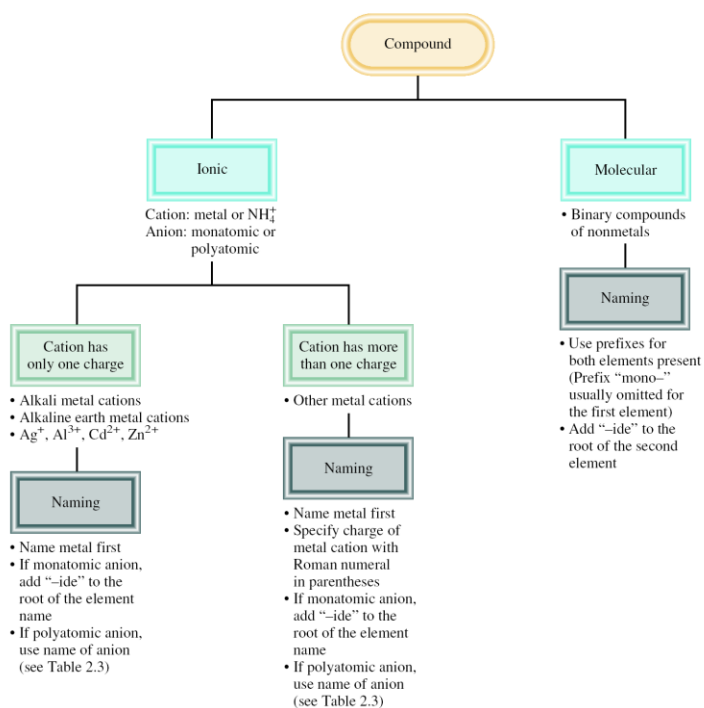 Compound
Ionic
Cation: metal or NH₄⁺
Anion: monatomic or
polyatomic
Cation has
only one charge
• Alkali metal cations
• Alkaline earth metal cations
• Ag⁺, Al³⁺, Cd²⁺, Zn²⁺
Naming
• Name metal first
• If monatomic anion,
add “–ide” to the
root of the element
name
• If polyatomic anion,
use name of anion
(see Table 2.3)
Cation has more
than one charge
• Other metal cations
Naming
• Name metal first
• Specify charge of
metal cation with
Roman numeral
in parentheses
• If monatomic anion,
add “–ide” to the
root of the element
name
• If polyatomic anion,
use name of anion
(see Table 2.3)
Molecular
• Binary compounds
of nonmetals
Naming
• Use prefixes for
both elements present
(Prefix “mono–”
usually omitted for
the first element)
• Add “–ide” to the
root of the second
element